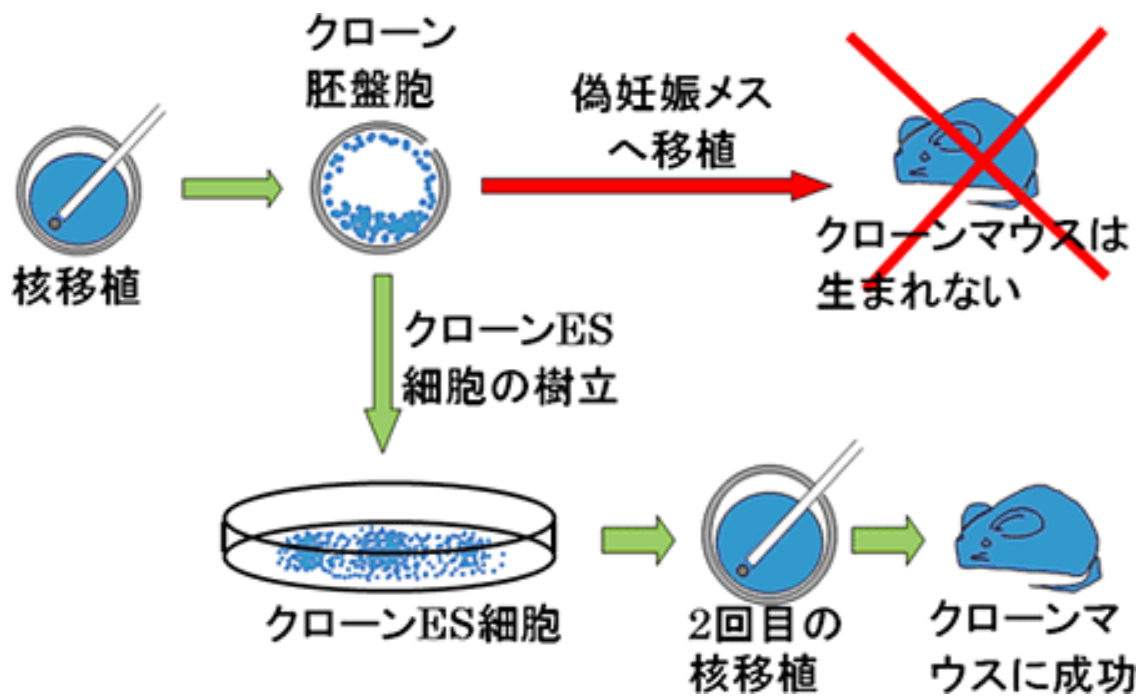 クローン
胚盤胞
偽妊娠メス
へ移植
核移植
クローンマウスは
生まれない
クローンES
細胞の樹立
クローンES細胞
2回目の
核移植
クローンマ
ウスに成功